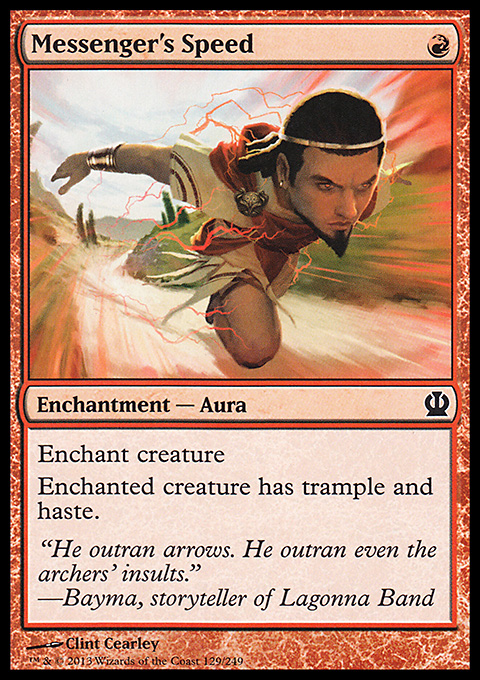 Messenger's Speed
Enchantment — Aura
Enchant creature
Enchanted creature has trample and
haste.
“He outran arrows. He outran even the
archers’ insults.”
—Bayma, storyteller of Lagonna Band
Clint Cearley
™ & © 2013 Wizards of the Coast 129/249